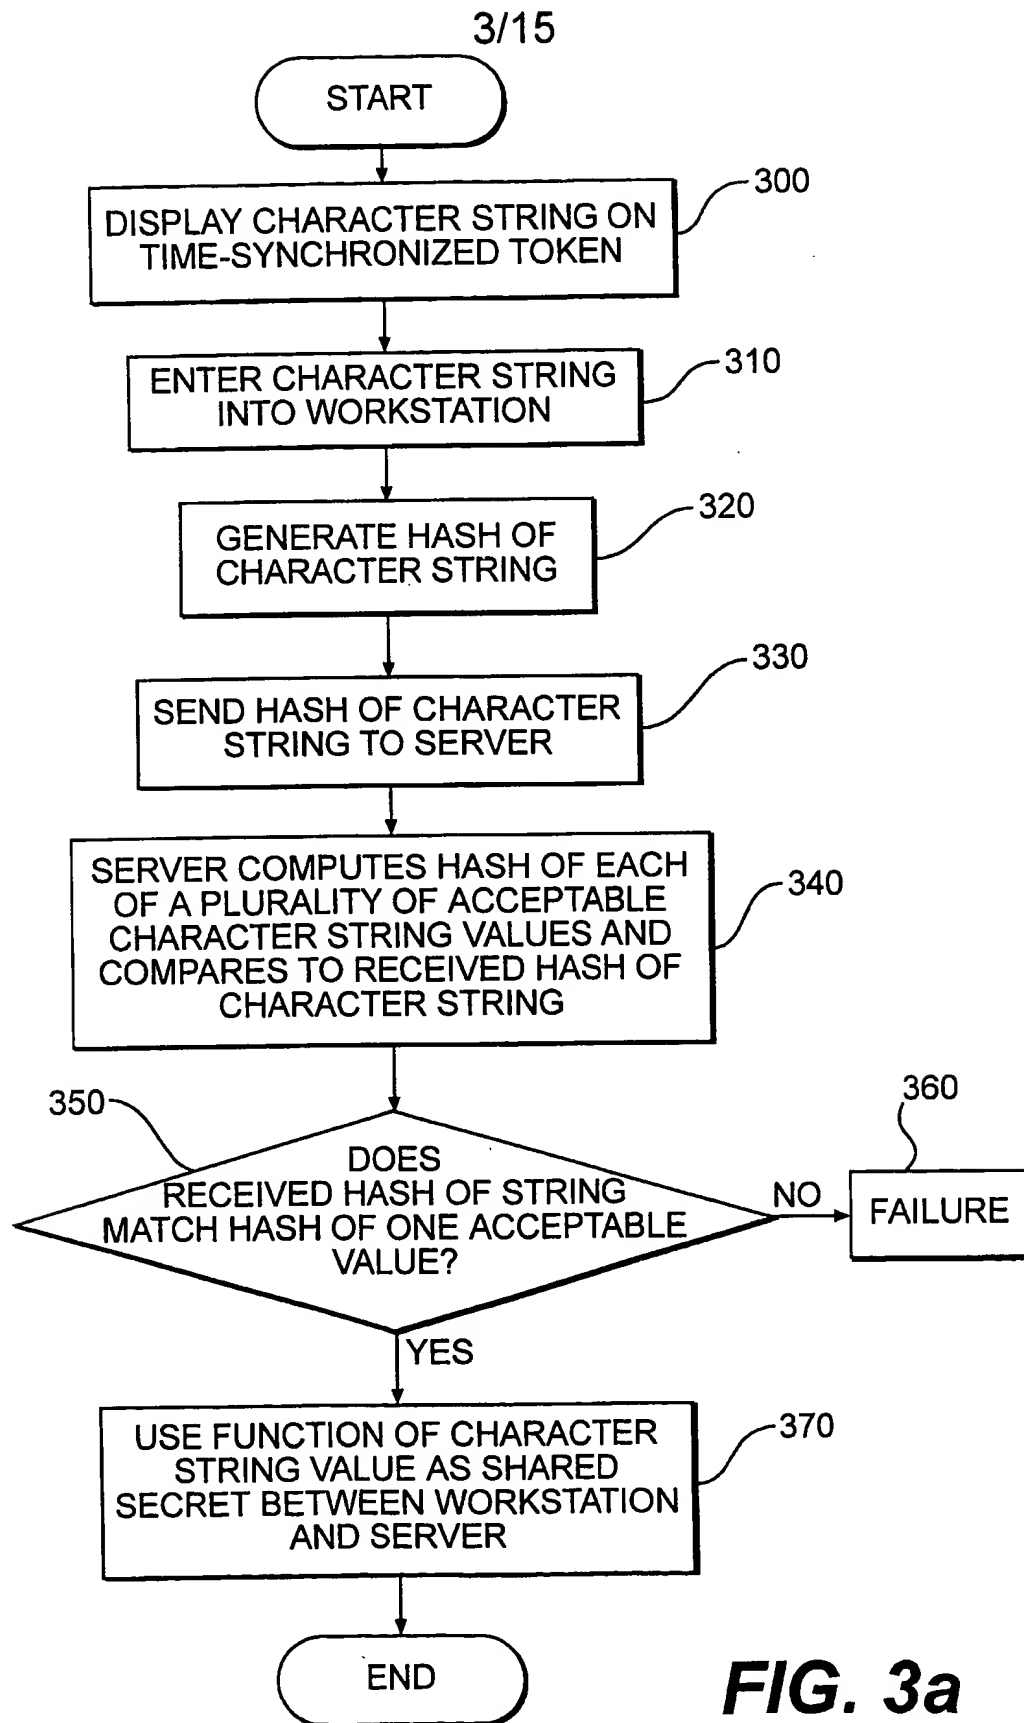 3/15
START
300
DISPLAY CHARACTER STRING ON
TIME-SYNCHRONIZED TOKEN
310
ENTER CHARACTER STRING
INTO WORKSTATION
320
GENERATE HASH OF
CHARACTER STRING
330
SEND HASH OF CHARACTER
STRING TO SERVER
340
SERVER COMPUTES HASH OF EACH
OF A PLURALITY OF ACCEPTABLE
CHARACTER STRING VALUES AND
COMPARES TO RECEIVED HASH OF
CHARACTER STRING
350
DOES
RECEIVED HASH OF STRING
MATCH HASH OF ONE ACCEPTABLE
VALUE?
NO
360
FAILURE
YES
370
USE FUNCTION OF CHARACTER
STRING VALUE AS SHARED
SECRET BETWEEN WORKSTATION
AND SERVER
END
FIG. 3a